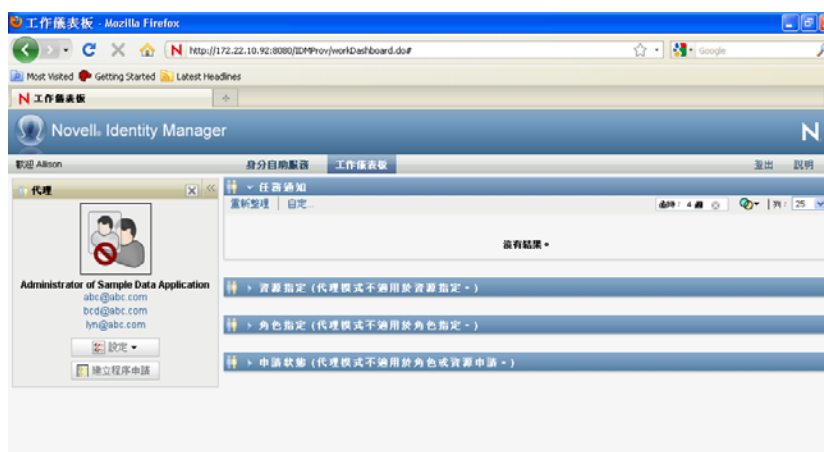 工作儀表板 - Mozilla Firefox
http://172.22.10.92:8080/IDMProv/workDashboard.do#
Google
Most Visited Getting Started Latest Headlines
工作儀表板
Novell® Identity Manager
N
歡迎 Allison 身分自助服務 工作儀表板 登出 說明
代理
任務通知
重新整理 自定...
逾時: 4 週 列: 25
沒有結果。
Administrator of Sample Data Application
abc@abc.com
bcd@abc.com
lyn@abc.com
設定
建立程序申請
資源指定 (代理模式不適用於資源指定。)
角色指定 (代理模式不適用於角色指定。)
申請狀態 (代理模式不適用於角色或資源申請。)